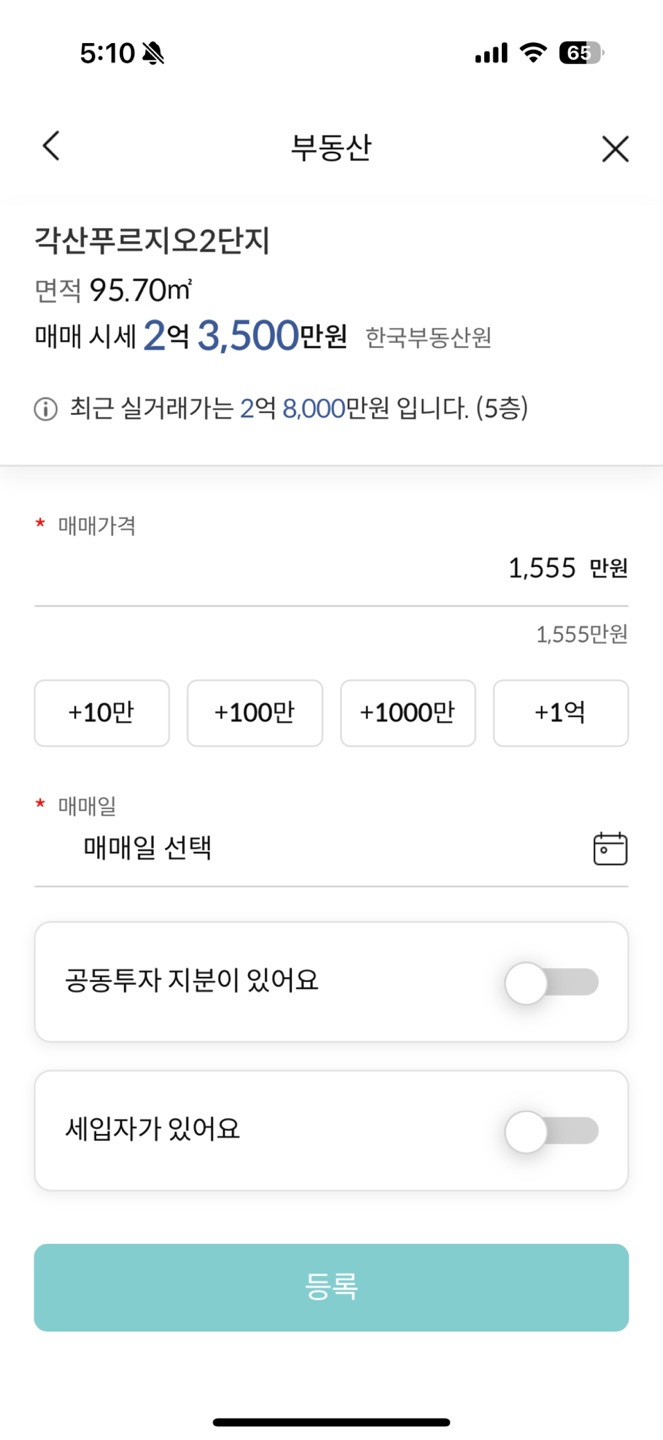 5:10
65
부동산
각산푸르지오2단지
면적 95.70㎡
매매 시세 2억 3,500만원 한국부동산원
최근 실거래가는 2억 8,000만원 입니다. (5층)
* 매매가격
1,555 만원
1,555만원
+10만 +100만 +1000만 +1억
* 매매일
매매일 선택
공동투자 지분이 있어요
세입자가 있어요
등록